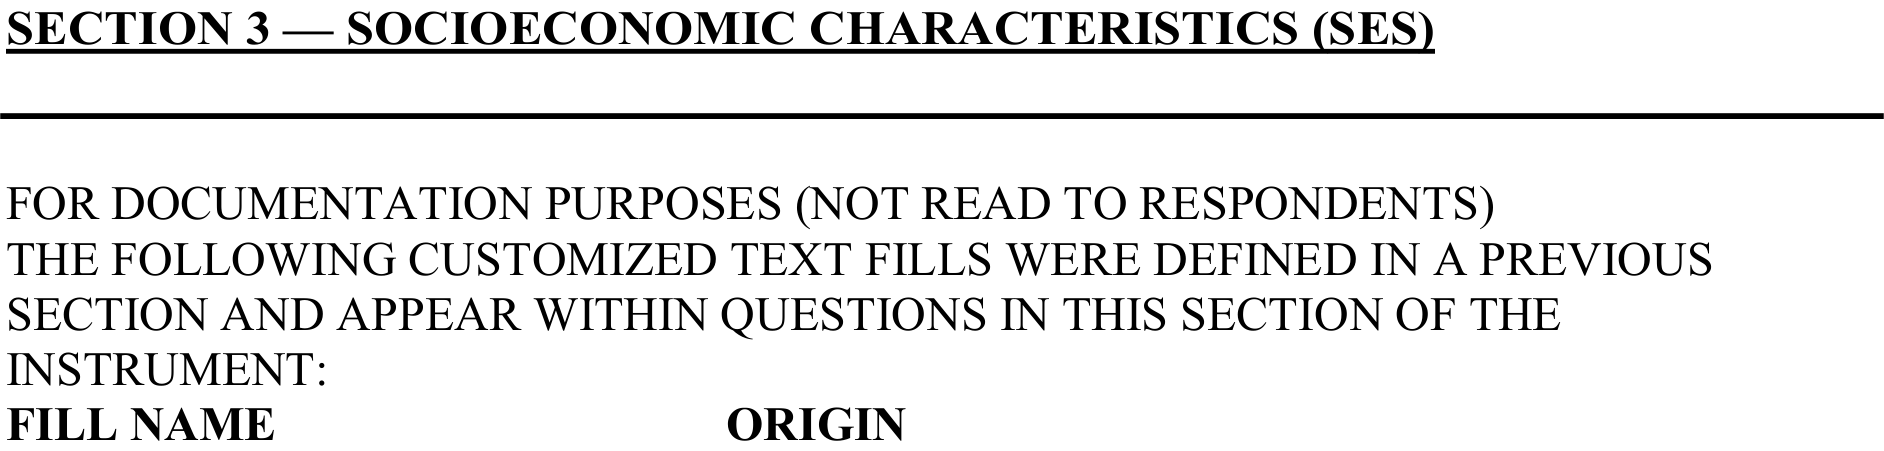 SECTION 3 — SOCIOECONOMIC CHARACTERISTICS (SES)
FOR DOCUMENTATION PURPOSES (NOT READ TO RESPONDENTS)
THE FOLLOWING CUSTOMIZED TEXT FILLS WERE DEFINED IN A PREVIOUS
SECTION AND APPEAR WITHIN QUESTIONS IN THIS SECTION OF THE
INSTRUMENT:
FILL NAME ORIGIN